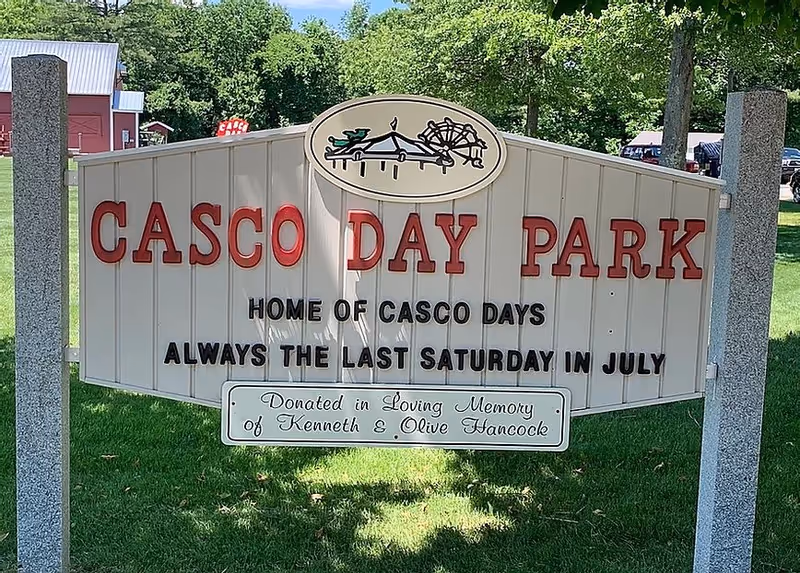 CASCO DAY PARK
HOME OF CASCO DAYS
ALWAYS THE LAST SATURDAY IN JULY
Donated in Loving Memory
of Kenneth & Olive Hancock